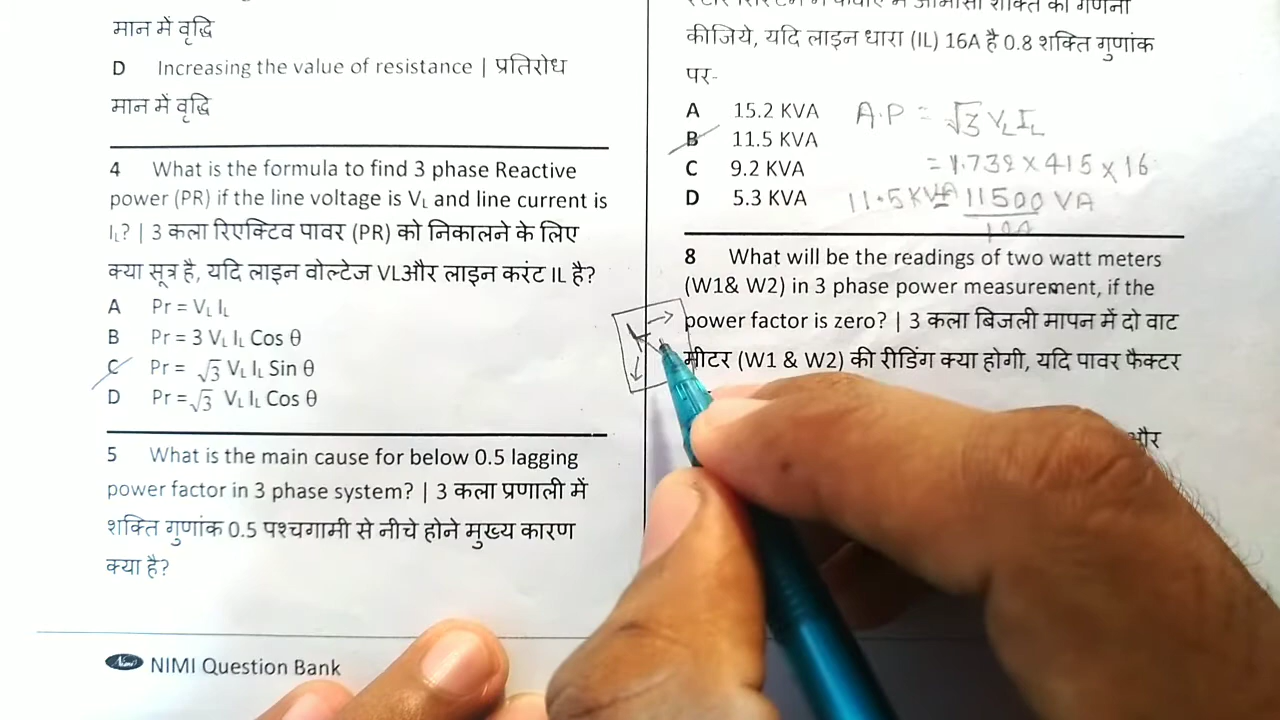 मान में वृद्धि
D Increasing the value of resistance | प्रतिरोध
मान में वृद्धि
4 What is the formula to find 3 phase Reactive
power (PR) if the line voltage is VL and line current is
IL? | 3 कला रिएक्टिव पावर (PR) को निकालने के लिए
क्या सूत्र है, यदि लाइन वोल्टेज VLऔर लाइन करंट IL है?
A Pr = VL IL
B Pr = 3 VL IL Cos θ
C Pr = √3 VL IL Sin θ
D Pr =√3 VL IL Cos θ
5 What is the main cause for below 0.5 lagging
power factor in 3 phase system? | 3 कला प्रणाली में
शक्ति गुणांक 0.5 पश्चगामी से नीचे होने मुख्य कारण
क्या है?
Nimi NIMI Question Bank
शक्ति की गणना
कीजिये, यदि लाइन धारा (IL) 16A है 0.8 शक्ति गुणांक
पर-
A 15.2 KVA
B 11.5 KVA
C 9.2 KVA
D 5.3 KVA
A.P = √3 VL IL
= 1.732 × 415 × 16
11.5 KVA = 11500 VA
8 What will be the readings of two watt meters
(W1& W2) in 3 phase power measurement, if the
power factor is zero? | 3 कला बिजली मापन में दो वाट
मीटर (W1 & W2) की रीडिंग क्या होगी, यदि पावर फैक्टर
और